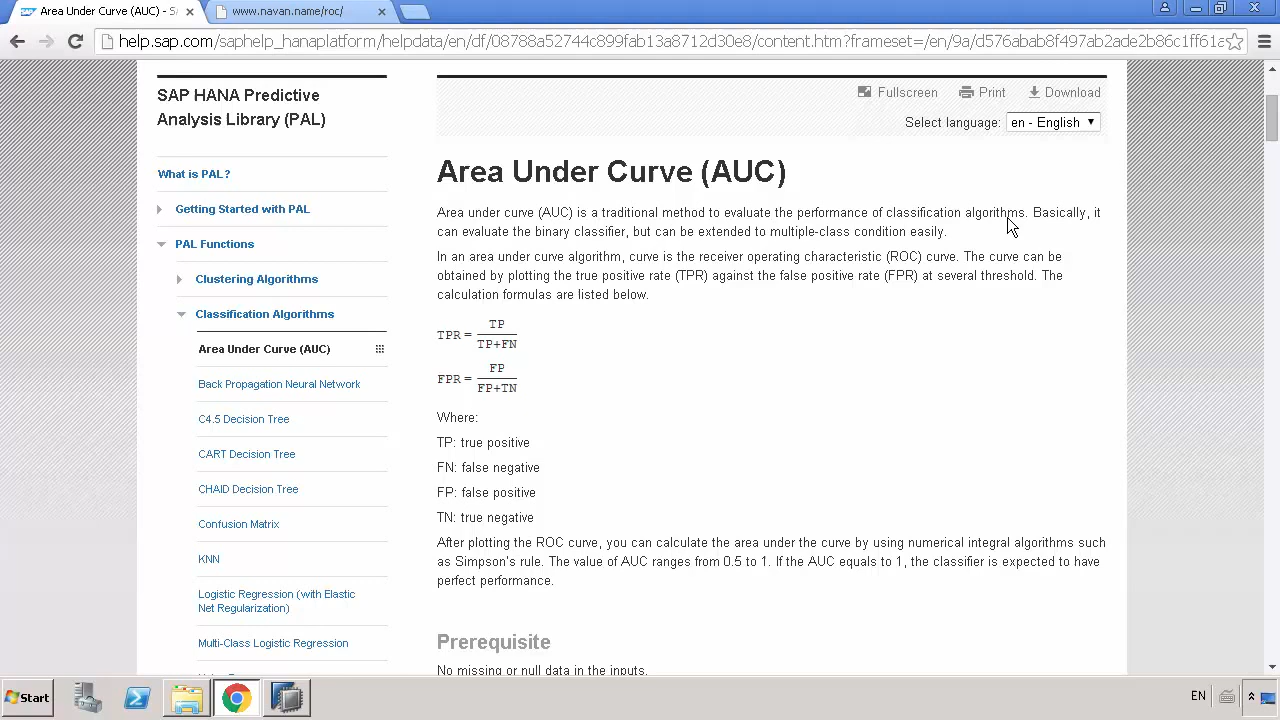 Area Under Curve (AUC) - S
www.navan.name/roc/
help.sap.com/saphelp_hanaplatform/helpdata/en/df/08788a52744c899fab13a8712d30e8/content.htm?frameset=/en/9a/d576abab8f497ab2ade2b86c1ff61a
SAP HANA Predictive
Analysis Library (PAL)
What is PAL?
Getting Started with PAL
PAL Functions
Clustering Algorithms
Classification Algorithms
Area Under Curve (AUC)
Back Propagation Neural Network
C4.5 Decision Tree
CART Decision Tree
CHAID Decision Tree
Confusion Matrix
KNN
Logistic Regression (with Elastic
Net Regularization)
Multi-Class Logistic Regression
Fullscreen Print Download
Select language: en - English
Area Under Curve (AUC)
Area under curve (AUC) is a traditional method to evaluate the performance of classification algorithms. Basically, it
can evaluate the binary classifier, but can be extended to multiple-class condition easily.
In an area under curve algorithm, curve is the receiver operating characteristic (ROC) curve. The curve can be
obtained by plotting the true positive rate (TPR) against the false positive rate (FPR) at several threshold. The
calculation formulas are listed below.
TPR = TP
TP+FN
FPR = FP
FP+TN
Where:
TP: true positive
FN: false negative
FP: false positive
TN: true negative
After plotting the ROC curve, you can calculate the area under the curve by using numerical integral algorithms such
as Simpson's rule. The value of AUC ranges from 0.5 to 1. If the AUC equals to 1, the classifier is expected to have
perfect performance.
Prerequisite
No missing or null data in the inputs.
Start
EN